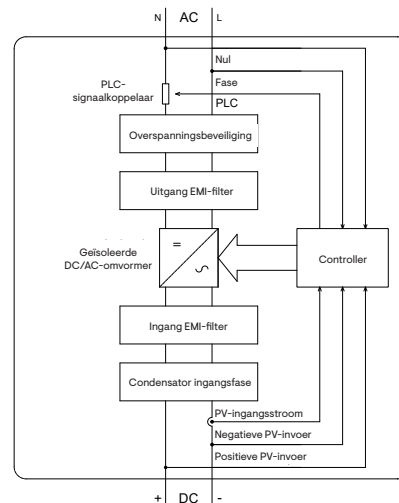 N AC L
Nul
Fase
PLC-
signaalkoppelaar
PLC
Overspanningsbeveiliging
Uitgang EMI-filter
Geïsoleerde
DC/AC-omvormer
Controller
Ingang EMI-filter
Condensator ingangsfase
PV-ingangsstroom
Negatieve PV-invoer
Positieve PV-invoer
+ DC -